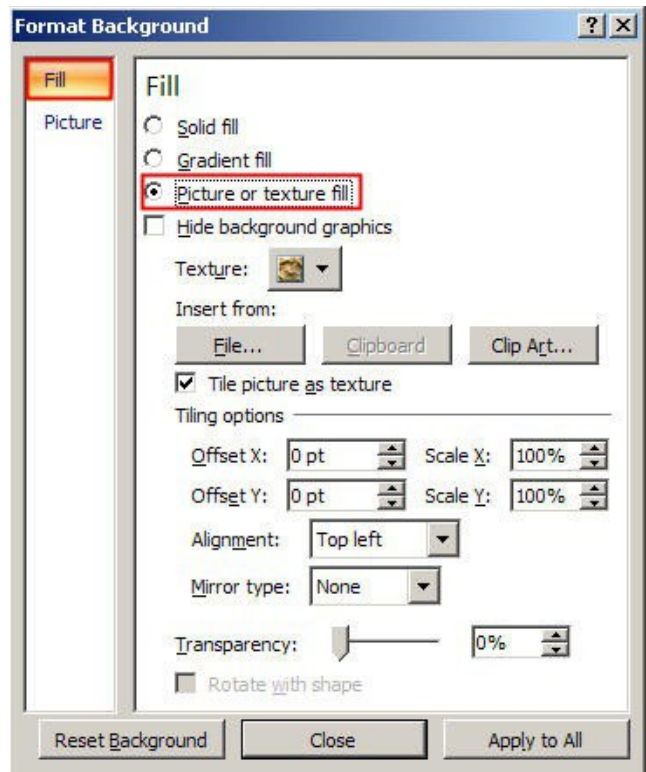 Format Background
Fill
Picture
Fill
Solid fill
Gradient fill
Picture or texture fill
Hide background graphics
Texture:
Insert from:
File... Clipboard Clip Art...
Tile picture as texture
Tiling options
Offset X: 0 pt Scale X: 100%
Offset Y: 0 pt Scale Y: 100%
Alignment: Top left
Mirror type: None
Transparency: 0%
Rotate with shape
Reset Background Close Apply to All